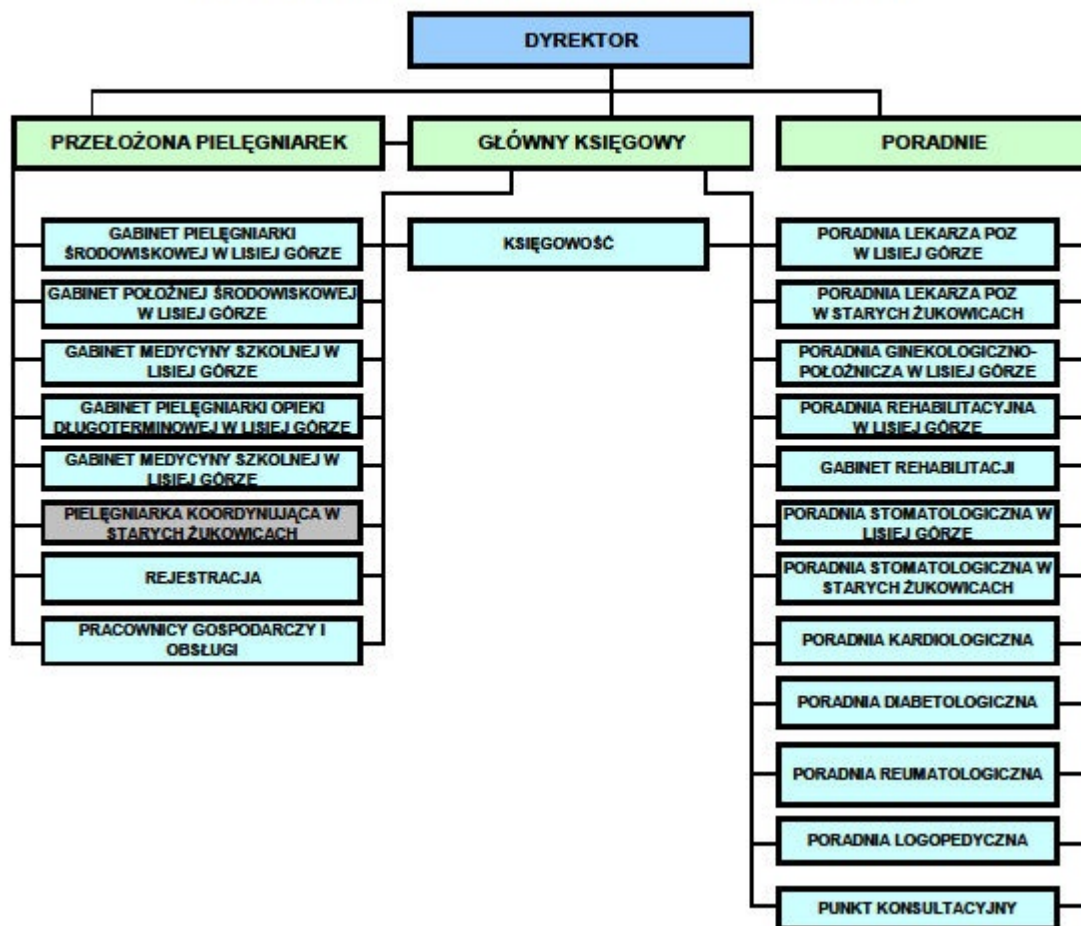 DYREKTOR
PRZEŁOŻONA PIELĘGNIAREK
GŁÓWNY KSIĘGOWY
PORADNIE
GABINET PIELĘGNIARKI
ŚRODOWISKOWEJ W LISIEJ GÓRZE
GABINET POŁOŻNEJ ŚRODOWISKOWEJ
W LISIEJ GÓRZE
GABINET MEDYCYNY SZKOLNEJ W
LISIEJ GÓRZE
GABINET PIELĘGNIARKI OPIEKI
DŁUGOTERMINOWEJ W LISIEJ GÓRZE
GABINET MEDYCYNY SZKOLNEJ W
LISIEJ GÓRZE
PIELĘGNIARKA KOORDYNUJĄCA W
STARYCH ŻUKOWICACH
REJESTRACJA
PRACOWNICY GOSPODARCZY I
OBSŁUGI
KSIĘGOWOŚĆ
PORADNIA LEKARZA POZ
W LISIEJ GÓRZE
PORADNIA LEKARZA POZ
W STARYCH ŻUKOWICACH
PORADNIA GINEKOLOGICZNO-
POŁOŻNICZA W LISIEJ GÓRZE
PORADNIA REHABILITACYJNA
W LISIEJ GÓRZE
GABINET REHABILITACJI
PORADNIA STOMATOLOGICZNA W
LISIEJ GÓRZE
PORADNIA STOMATOLOGICZNA W
STARYCH ŻUKOWICACH
PORADNIA KARDIOLOGICZNA
PORADNIA DIABETOLOGICZNA
PORADNIA REUMATOLOGICZNA
PORADNIA LOGOPEDYCZNA
PUNKT KONSULTACYJNY